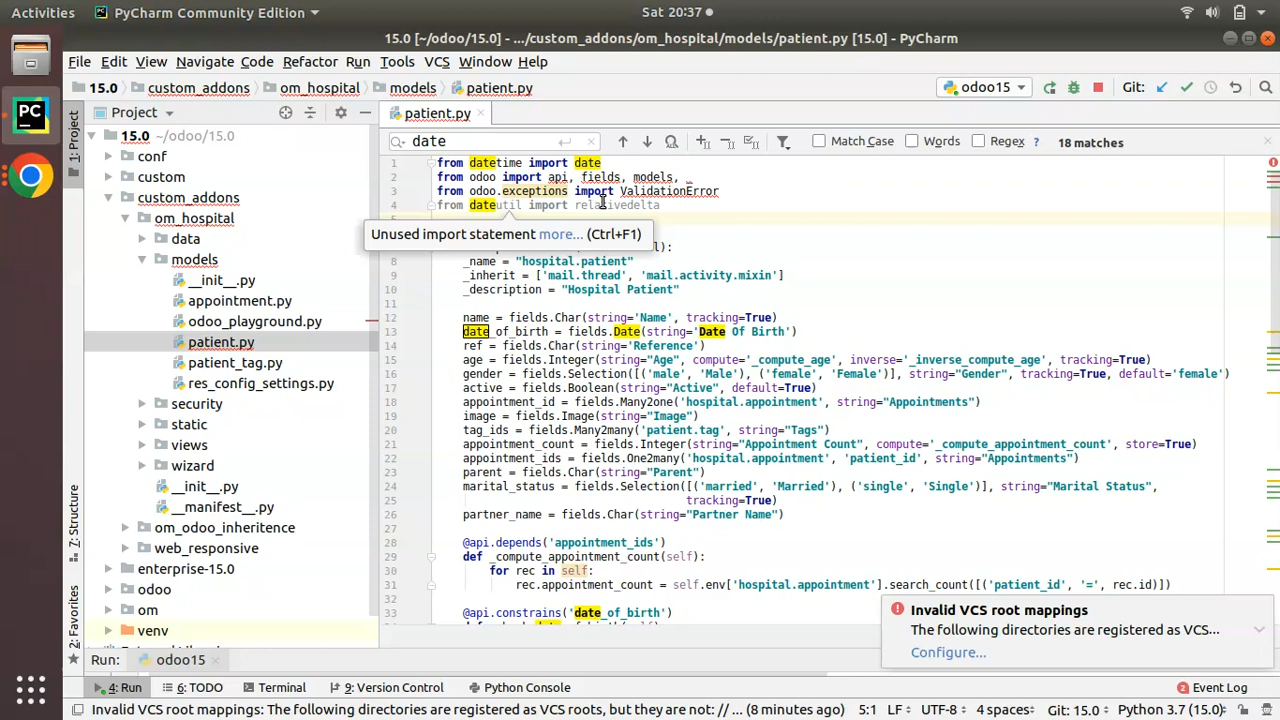 Activities PyCharm Community Edition Sat 20:37
15.0 [~/odoo/15.0] - .../custom_addons/om_hospital/models/patient.py [15.0] - PyCharm
File Edit View Navigate Code Refactor Run Tools VCS Window Help
15.0 custom_addons om_hospital models patient.py odoo15 Git:
1: Project
7: Structure
2: Favorites
Project
15.0 ~/odoo/15.0
conf
custom
custom_addons
om_hospital
data
models
__init__.py
appointment.py
odoo_playground.py
patient.py
patient_tag.py
res_config_settings.py
security
static
views
wizard
__init__.py
__manifest__.py
om_odoo_inheritence
web_responsive
enterprise-15.0
odoo
om
venv
patient.py
date Match Case Words Regex ? 18 matches
1 from datetime import date
2 from odoo import api, fields, models, _
3 from odoo.exceptions import ValidationError
4 from dateutil import relativedelta
Unused import statement more... (Ctrl+F1)
8 _name = "hospital.patient"
9 _inherit = ['mail.thread', 'mail.activity.mixin']
10 _description = "Hospital Patient"
11
12 name = fields.Char(string='Name', tracking=True)
13 date_of_birth = fields.Date(string='Date Of Birth')
14 ref = fields.Char(string='Reference')
15 age = fields.Integer(string="Age", compute='_compute_age', inverse='_inverse_compute_age', tracking=True)
16 gender = fields.Selection([('male', 'Male'), ('female', 'Female')], string="Gender", tracking=True, default='female')
17 active = fields.Boolean(string="Active", default=True)
18 appointment_id = fields.Many2one('hospital.appointment', string="Appointments")
19 image = fields.Image(string="Image")
20 tag_ids = fields.Many2many('patient.tag', string="Tags")
21 appointment_count = fields.Integer(string="Appointment Count", compute='_compute_appointment_count', store=True)
22 appointment_ids = fields.One2many('hospital.appointment', 'patient_id', string="Appointments")
23 parent = fields.Char(string="Parent")
24 marital_status = fields.Selection([('married', 'Married'), ('single', 'Single')], string="Marital Status",
25 tracking=True)
26 partner_name = fields.Char(string="Partner Name")
27
28 @api.depends('appointment_ids')
29 def _compute_appointment_count(self):
30 for rec in self:
31 rec.appointment_count = self.env['hospital.appointment'].search_count([('patient_id', '=', rec.id)])
32
33 @api.constrains('date_of_birth')
Invalid VCS root mappings
The following directories are registered as VCS...
Configure...
Run: odoo15
4: Run 6: TODO Terminal 9: Version Control Python Console 2 Event Log
Invalid VCS root mappings: The following directories are registered as VCS roots, but they are not: // ... (8 minutes ago) 5:1 LF UTF-8 4 spaces Git: 15.0 Python 3.7 (15.0)